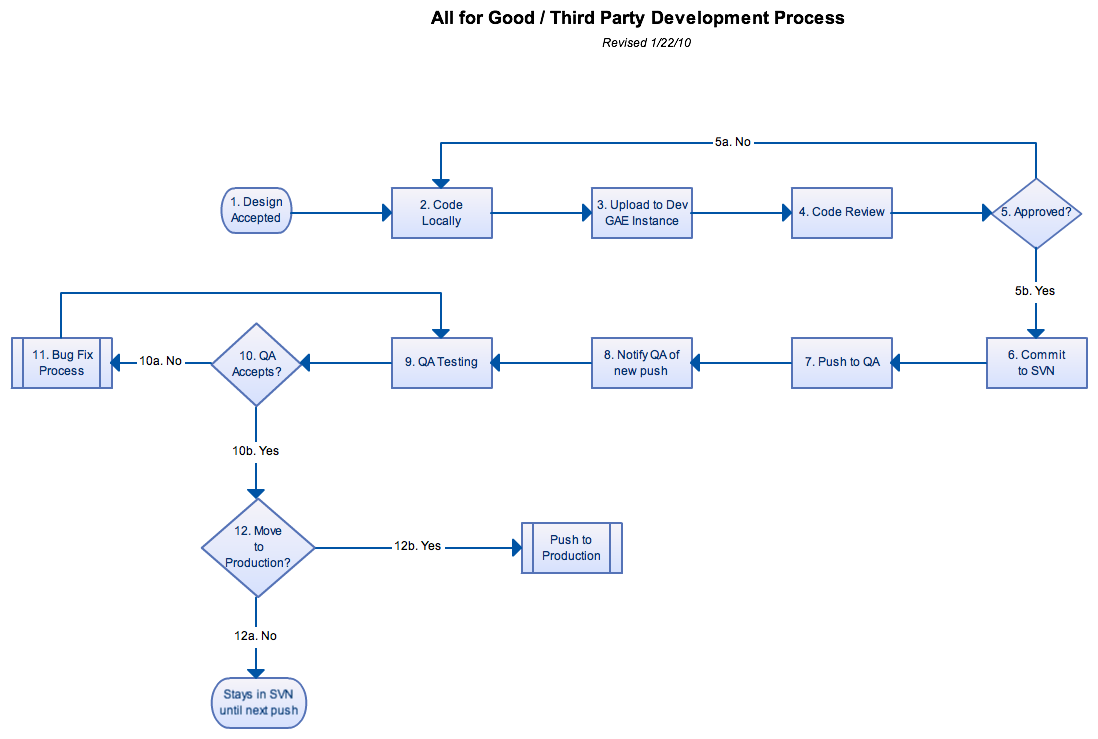 All for Good / Third Party Development Process
Revised 1/22/10
5a. No
1. Design
Accepted
2. Code
Locally
3. Upload to Dev
GAE Instance
4. Code Review
5. Approved?
5b. Yes
11. Bug Fix
Process
10a. No
10. QA
Accepts?
9. QA Testing
8. Notify QA of
new push
7. Push to QA
6. Commit
to SVN
10b. Yes
12. Move
to
Production?
12b. Yes
Push to
Production
12a. No
Stays in SVN
until next push